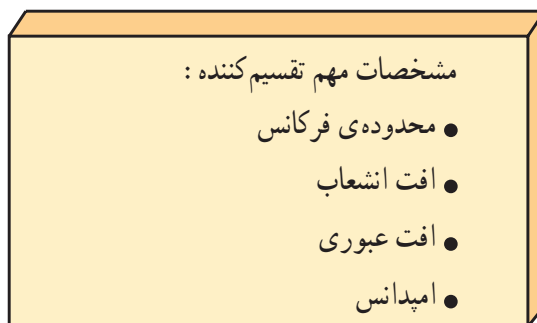 مشخصات مهم تقسیم‌کننده :
● محدوده‌ی فرکانس
● افت انشعاب
● افت عبوری
● امپدانس